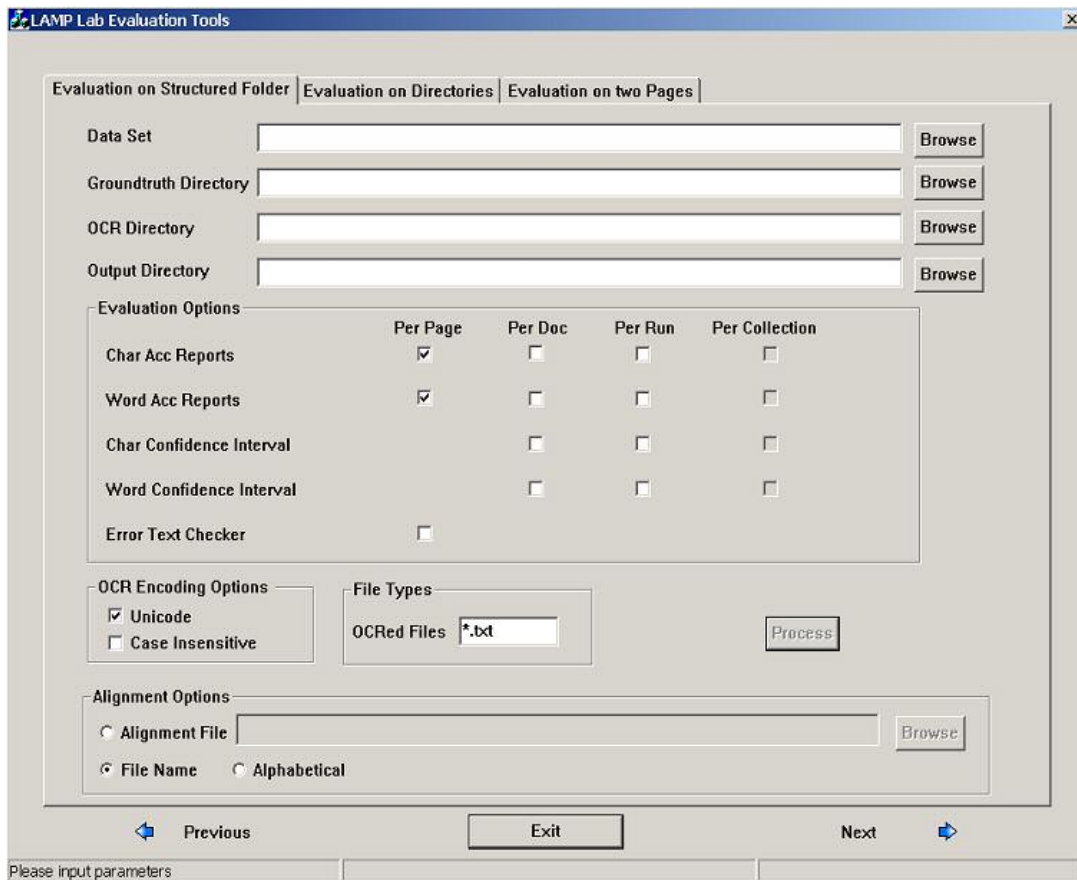 LAMP Lab Evaluation Tools
Evaluation on Structured Folder Evaluation on Directories Evaluation on two Pages
Data Set Browse
Groundtruth Directory Browse
OCR Directory Browse
Output Directory Browse
Evaluation Options
Per Page Per Doc Per Run Per Collection
Char Acc Reports
Word Acc Reports
Char Confidence Interval
Word Confidence Interval
Error Text Checker
OCR Encoding Options File Types
Unicode
OCRed Files *.txt Process
Case Insensitive
Alignment Options
Alignment File Browse
File Name Alphabetical
Previous Exit Next
Please input parameters